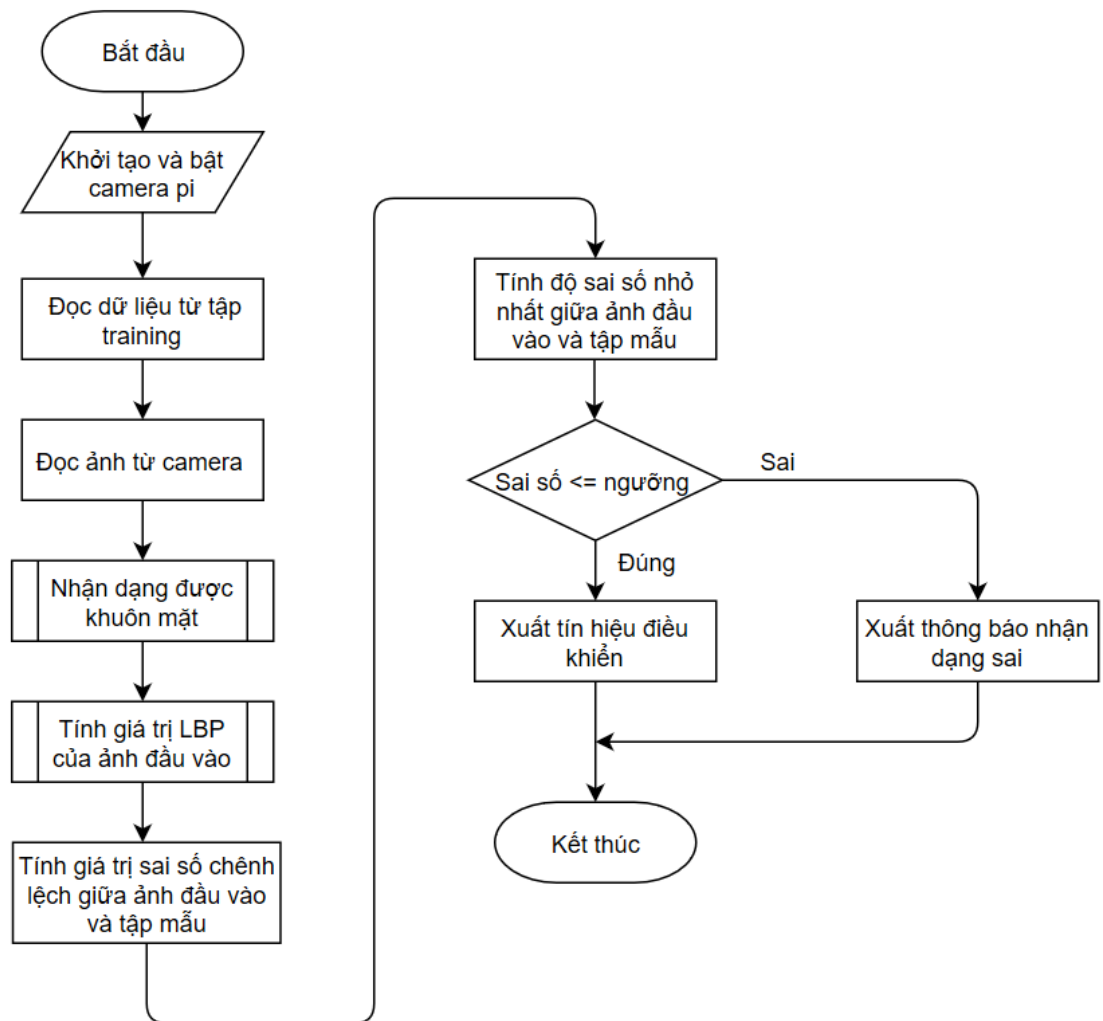 Bắt đầu
Khởi tạo và bật
camera pi
Đọc dữ liệu từ tập
training
Đọc ảnh từ camera
Nhận dạng được
khuôn mặt
Tính giá trị LBP
của ảnh đầu vào
Tính giá trị sai số chênh
lệch giữa ảnh đầu vào
và tập mẫu
Tính độ sai số nhỏ
nhất giữa ảnh đầu
vào và tập mẫu
Sai số <= ngưỡng
Sai
Đúng
Xuất tín hiệu điều
khiển
Xuất thông báo nhận
dạng sai
Kết thúc